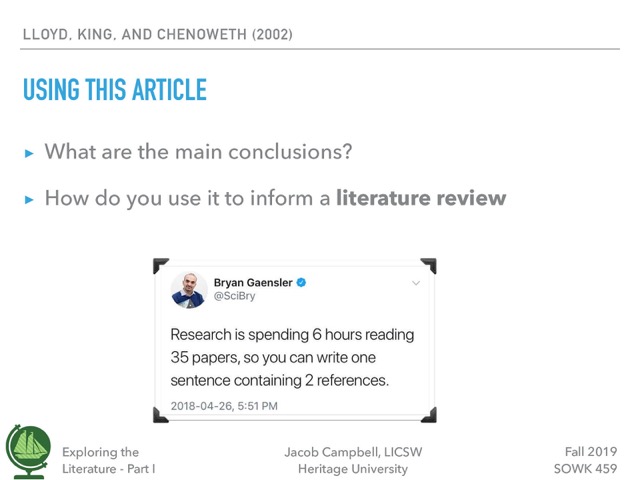 LLOYD, KING, AND CHENOWETH (2002)
USING THIS ARTICLE
▸ What are the main conclusions?
▸ How do you use it to inform a literature review
Bryan Gaensler
@SciBry
Research is spending 6 hours reading
35 papers, so you can write one
sentence containing 2 references.
2018-04-26, 5:51 PM
Exploring the
Literature - Part I
Jacob Campbell, LICSW
Heritage University
Fall 2019
SOWK 459